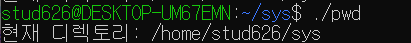 stud626@DESKTOP-UM67EMN:~/sys$ ./pwd
현재 디렉토리: /home/stud626/sys